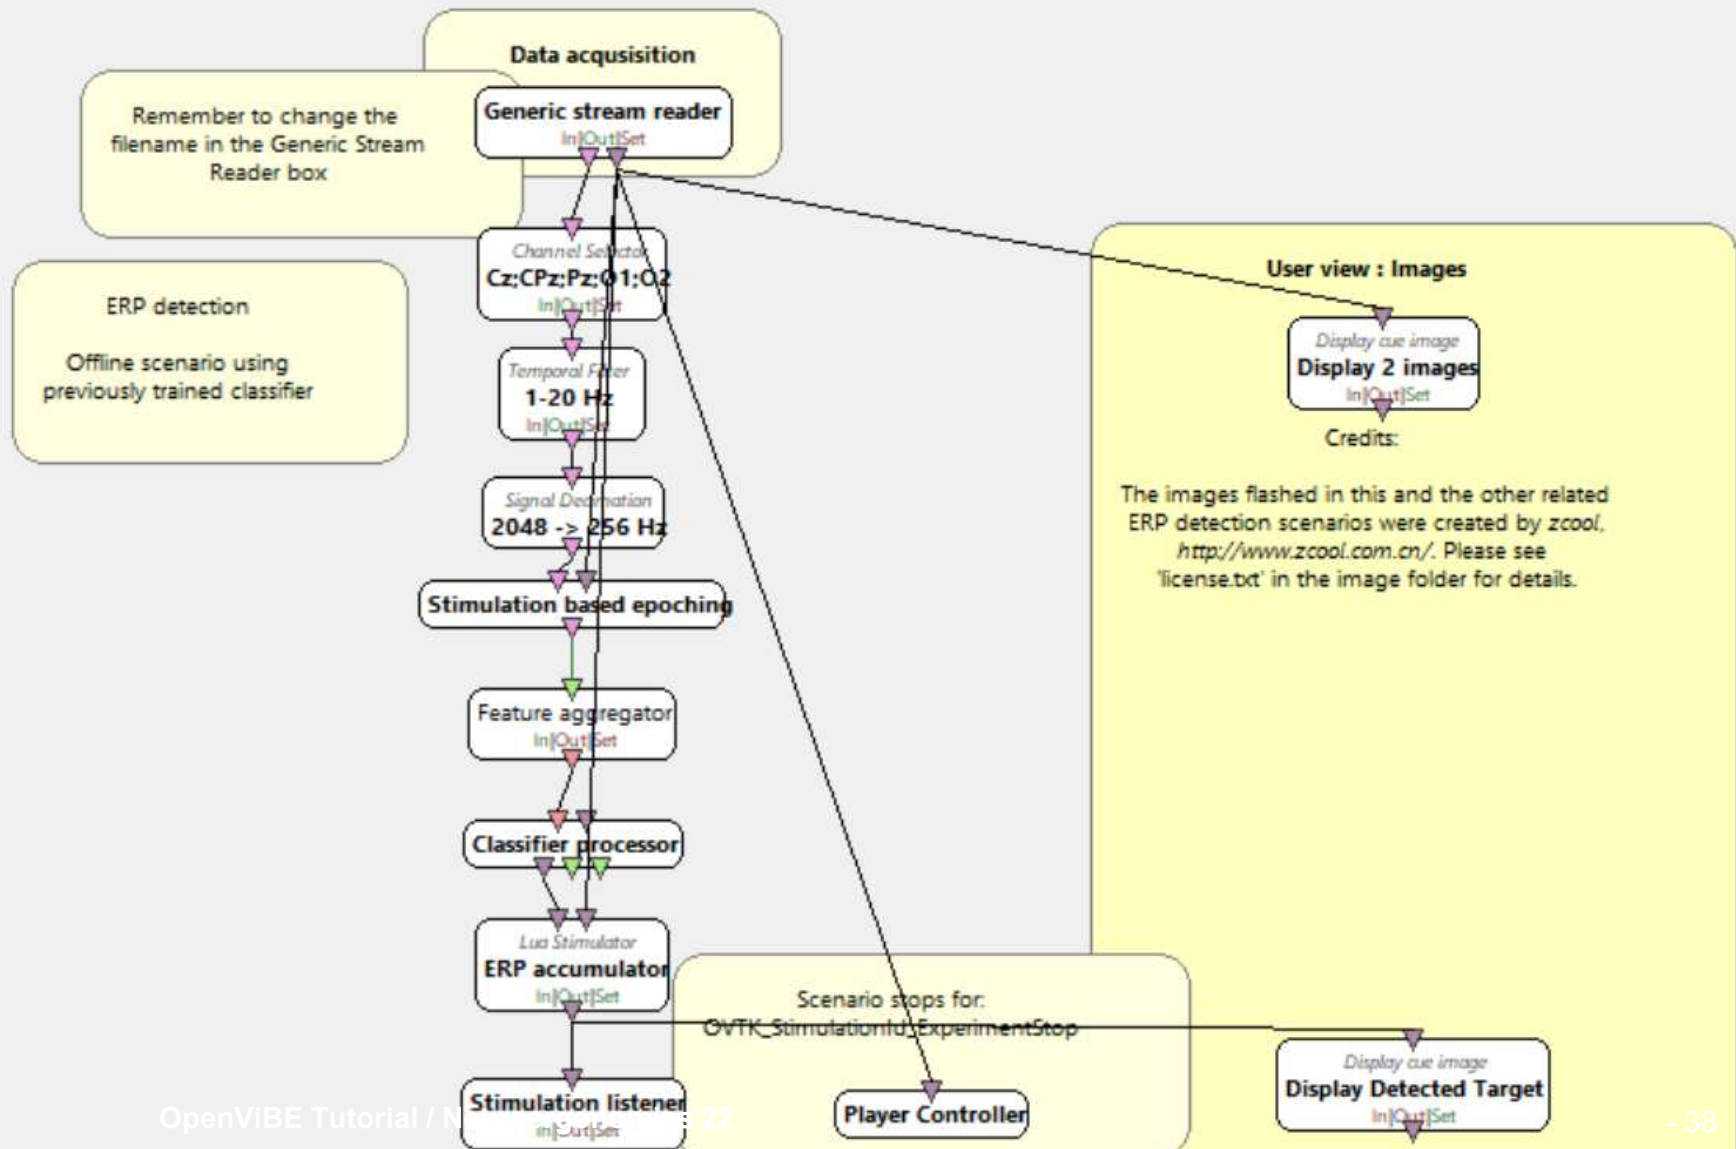 Data acqusisition
Generic stream reader
In|Out|Set
Remember to change the
filename in the Generic Stream
Reader box
Channel Selector
Cz;CPz;Pz;O1;O2
In|Out|Set
ERP detection
Offline scenario using
previously trained classifier
Temporal Filter
1-20 Hz
In|Out|Set
Signal Decimation
2048 -> 256 Hz
Stimulation based epoching
Feature aggregator
In|Out|Set
Classifier processor
Lua Stimulator
ERP accumulator
In|Out|Set
Stimulation listener
In|Out|Set
Scenario stops for:
OVTK_StimulationId_ExperimentStop
Player Controller
User view : Images
Display cue image
Display 2 images
In|Out|Set
Credits:
The images flashed in this and the other related
ERP detection scenarios were created by zcool,
http://www.zcool.com.cn/. Please see
'license.txt' in the image folder for details.
Display cue image
Display Detected Target
In|Out|Set
OpenViBE Tutorial / 22
- 38